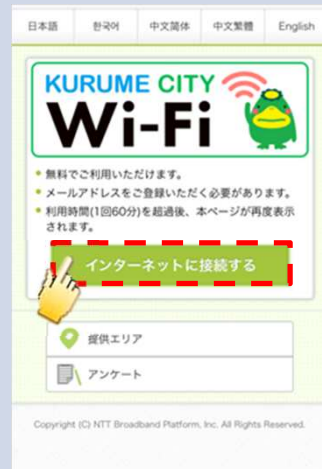 日本語 한국어 中文简体 中文繁體 English
KURUME CITY
Wi-Fi
無料でご利用いただけます。
メールアドレスをご登録いただく必要があります。
利用時間(1回60分)を超過後、本ページが再度表示
されます。
インターネットに接続する
提供エリア
アンケート
Copyright (C) NTT Broadband Platform, Inc. All Rights Reserved.